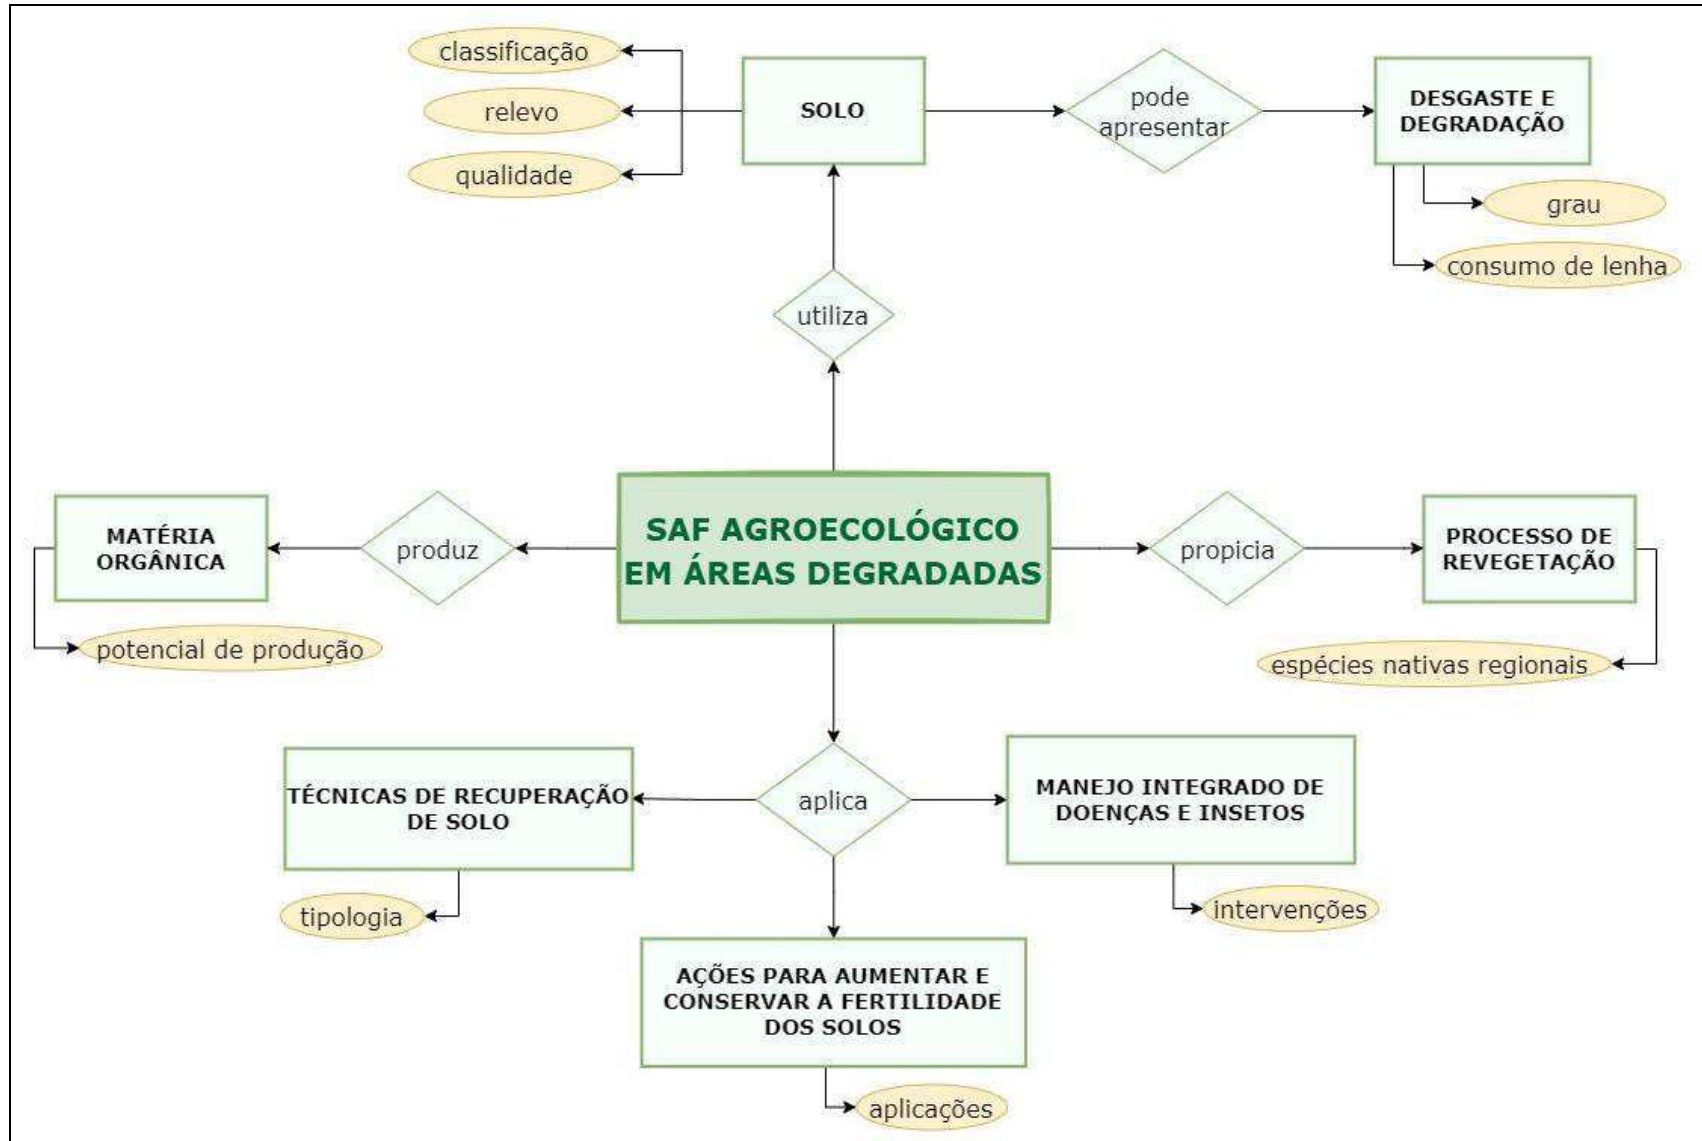 classificação
relevo
qualidade
SOLO
pode
apresentar
DESGASTE E
DEGRADAÇÃO
grau
consumo de lenha
utiliza
MATÉRIA
ORGÂNICA
produz
SAF AGROECOLÓGICO
EM ÁREAS DEGRADADAS
propicia
PROCESSO DE
REVEGETAÇÃO
potencial de produção
espécies nativas regionais
TÉCNICAS DE RECUPERAÇÃO
DE SOLO
aplica
MANEJO INTEGRADO DE
DOENÇAS E INSETOS
tipologia
intervenções
AÇÕES PARA AUMENTAR E
CONSERVAR A FERTILIDADE
DOS SOLOS
aplicações